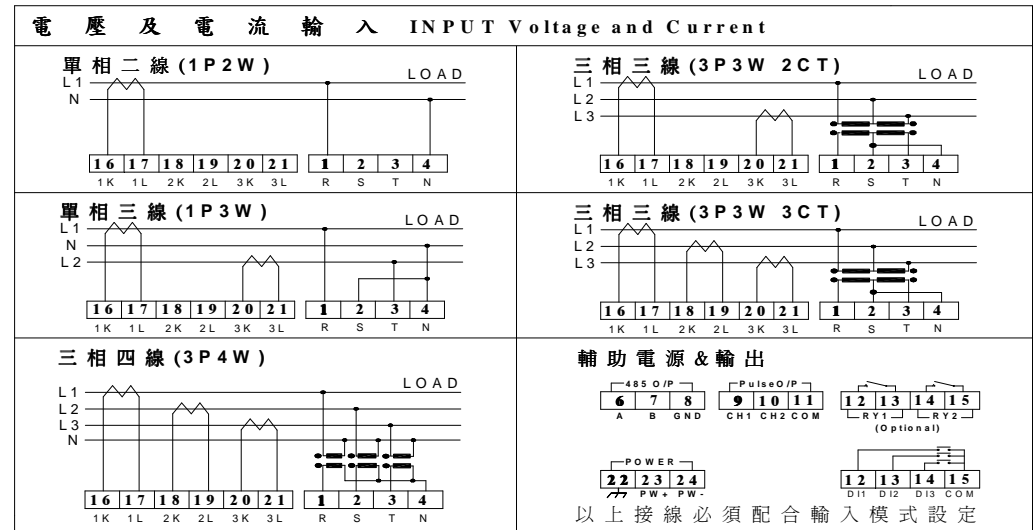 電 壓 及 電 流 輸 入 INPUT Voltage and Current
單相二線(1P2W)
LOAD
L1
N
16 17 18 19 20 21 1 2 3 4
1K 1L 2K 2L 3K 3L R S T N
三相三線(3P3W 2CT)
LOAD
L1
L2
L3
16 17 18 19 20 21 1 2 3 4
1K 1L 2K 2L 3K 3L R S T N
單相三線(1P3W)
LOAD
L1
N
L2
16 17 18 19 20 21 1 2 3 4
1K 1L 2K 2L 3K 3L R S T N
三相三線(3P3W 3CT)
LOAD
L1
L2
L3
16 17 18 19 20 21 1 2 3 4
1K 1L 2K 2L 3K 3L R S T N
三相四線(3P4W)
LOAD
L1
L2
L3
N
16 17 18 19 20 21 1 2 3 4
1K 1L 2K 2L 3K 3L R S T N
輔助電源&輸出
485 O/P PulseO/P
6 7 8 9 10 11 12 13 14 15
A B GND CH1 CH2 COM RY1 RY2
(Optional)
POWER
22 23 24 12 13 14 15
PW+ PW- DI1 DI2 DI3 COM
以上接線必須配合輸入模式設定